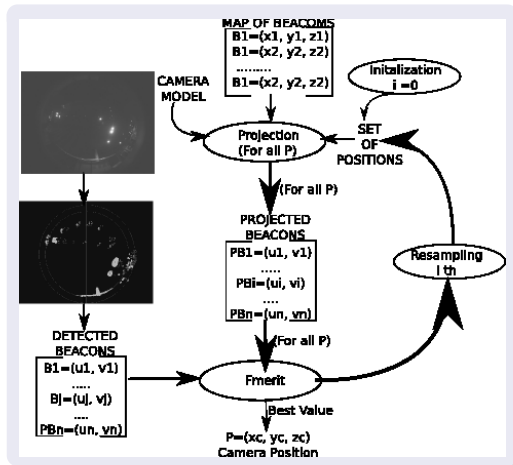 MAP OF BEACOMS
B1=(x1, y1, z1)
B1=(x2, y2, z2)
.........
B1=(x2, y2, z2)
Initalization
i =0
CAMERA
MODEL
Projection
(For all P)
SET
OF
POSITIONS
(For all P)
PROJECTED
BEACONS
PB1=(u1, v1)
.....
PBi=(ui, vi)
....
PBn=(un, vn)
Resampling
i th
(For all P)
DETECTED
BEACONS
B1=(u1, v1)
.....
Bj=(uj, vj)
....
PBn=(un, vn)
Fmerit
Best Value
P=(xc, yc, zc)
Camera Position